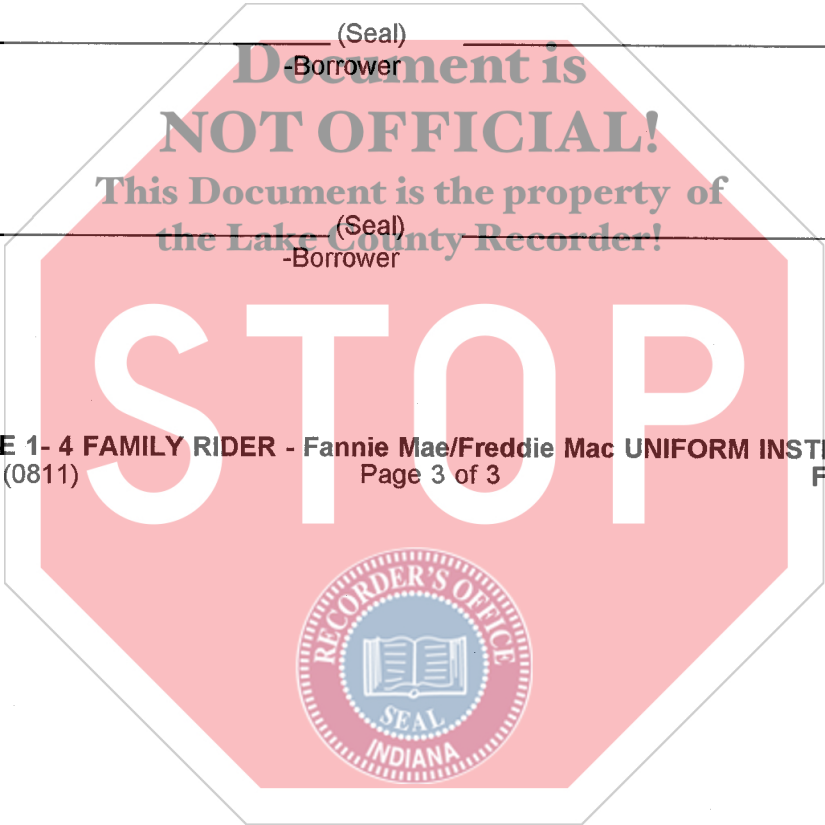 (Seal)
-Borrower
Document is
NOT OFFICIAL!
This Document is the property of
the Lake County Recorder!
(Seal)
-Borrower
STOP
E 1- 4 FAMILY RIDER - Fannie Mae/Freddie Mac UNIFORM INST
(0811) Page 3 of 3 F
RECORDER'S OFFICE
SEAL
INDIANA